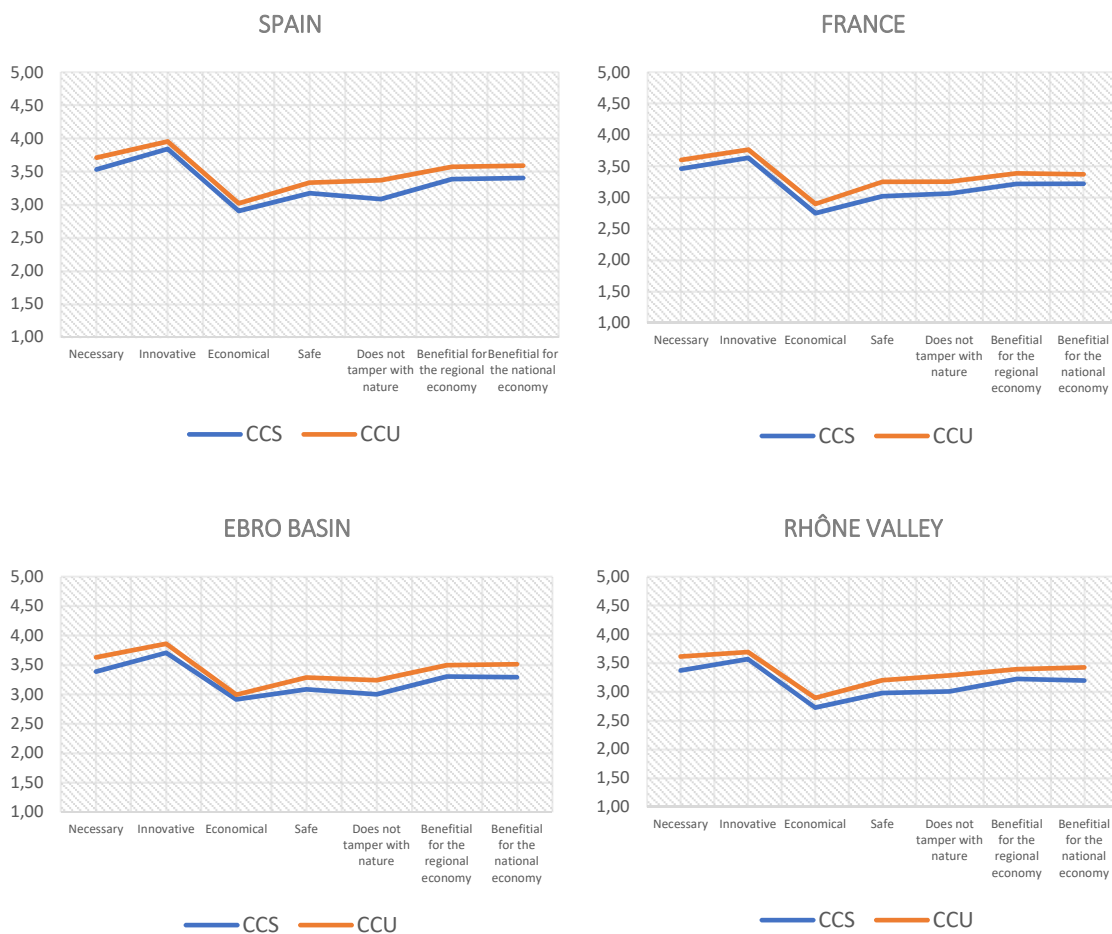 SPAIN
5,00
4,50
4,00
3,50
3,00
2,50
2,00
1,50
1,00
Necessary Innovative Economical Safe Does not Benefitial for Benefitial for
tamper with the regional the national
nature economy economy
CCS CCU
FRANCE
5,00
4,50
4,00
3,50
3,00
2,50
2,00
1,50
1,00
Necessary Innovative Economical Safe Does not Benefitial Benefitial
tamper with for the for the
nature regional national
economy economy
CCS CCU
EBRO BASIN
5,00
4,50
4,00
3,50
3,00
2,50
2,00
1,50
1,00
Necessary Innovative Economical Safe Does not Benefitial Benefitial
tamper with for the for the
nature regional national
economy economy
CCS CCU
RHÔNE VALLEY
5,00
4,50
4,00
3,50
3,00
2,50
2,00
1,50
1,00
Necessary Innovative Economical Safe Does not Benefitial Benefitial
tamper with for the for the
nature regional national
economy economy
CCS CCU